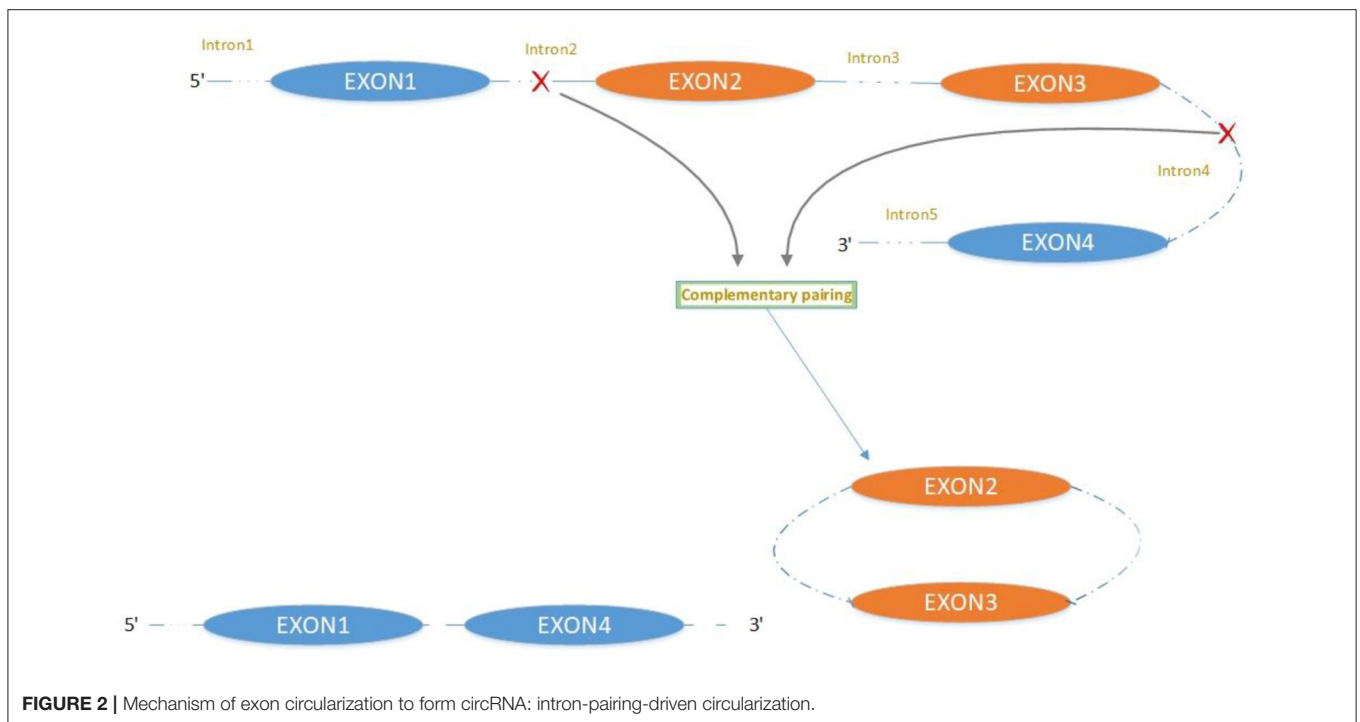 Intron1
Intron2
Intron3
5' EXON1 X EXON2 EXON3
X
Intron4
Intron5
3' EXON4
Complementary pairing
EXON2
EXON3
5' EXON1 EXON4 3'
FIGURE 2 | Mechanism of exon circularization to form circRNA: intron-pairing-driven circularization.